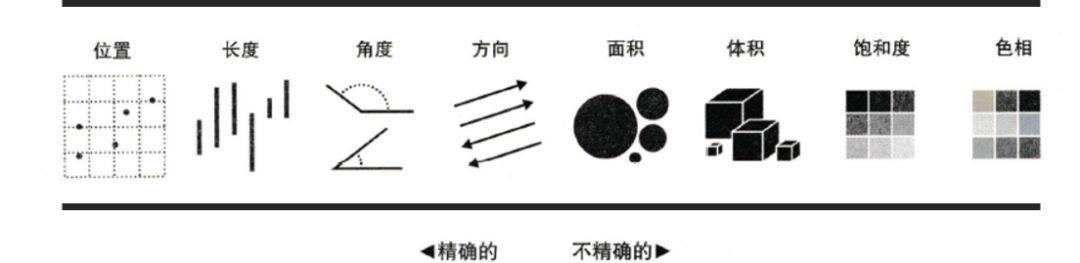 位置 长度 角度 方向 面积 体积 饱和度 色相
◀精确的 不精确的▶